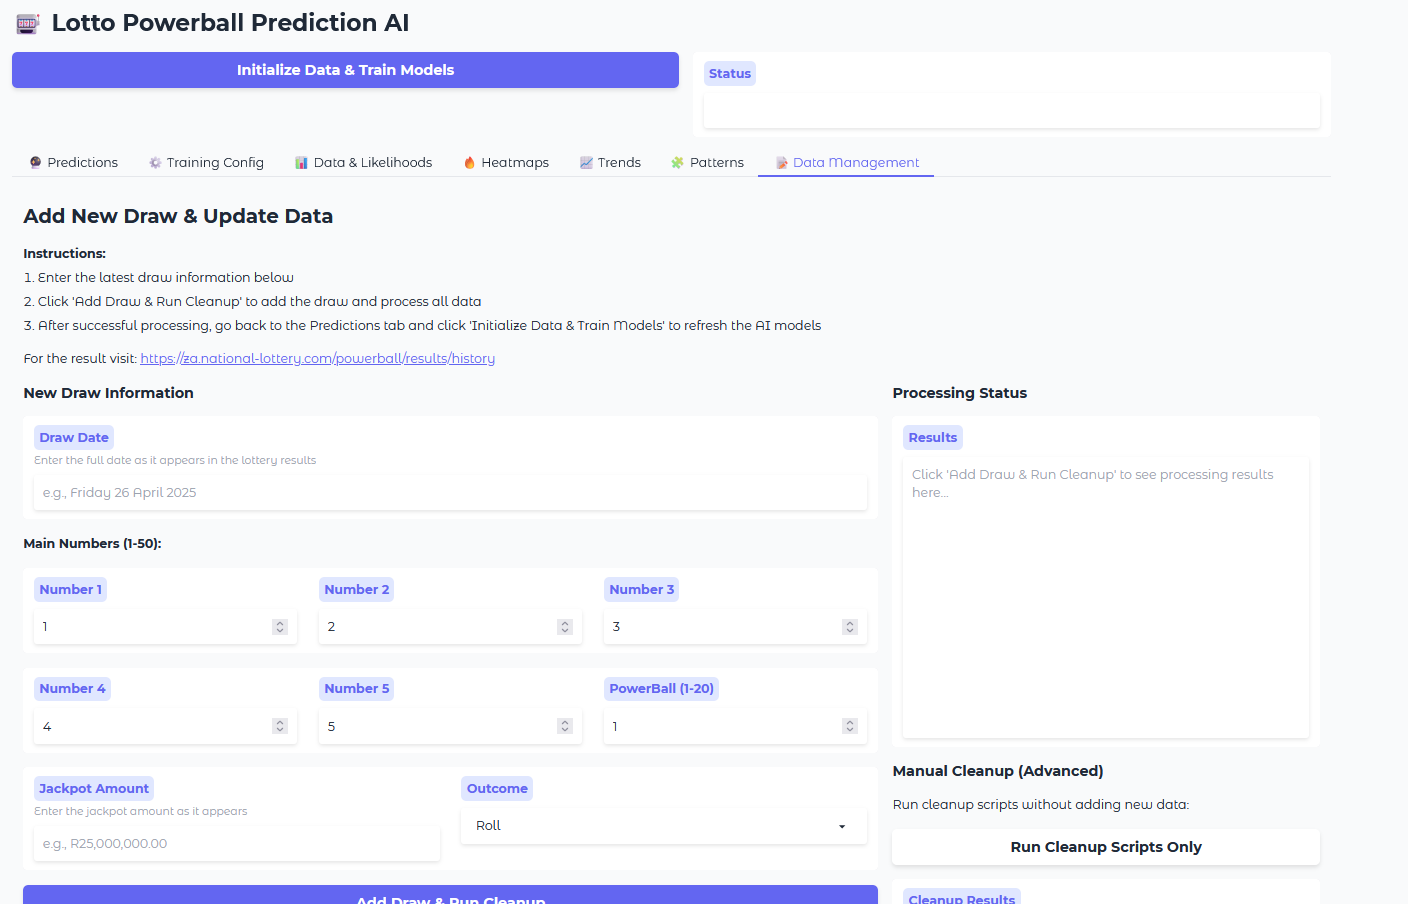 Lotto Powerball Prediction AI
Initialize Data & Train Models
Status
Predictions
Training Config
Data & Likelihoods
Heatmaps
Trends
Patterns
Data Management
Add New Draw & Update Data
Instructions:
1. Enter the latest draw information below
2. Click 'Add Draw & Run Cleanup' to add the draw and process all data
3. After successful processing, go back to the Predictions tab and click 'Initialize Data & Train Models' to refresh the AI models
For the result visit: https://za.national-lottery.com/powerball/results/history
New Draw Information
Draw Date
Enter the full date as it appears in the lottery results
e.g., Friday 26 April 2025
Main Numbers (1-50):
Number 1
Number 2
Number 3
1
2
3
Number 4
Number 5
PowerBall (1-20)
4
5
1
Jackpot Amount
Enter the jackpot amount as it appears
e.g., R25,000,000.00
Outcome
Roll
Add Draw & Run Cleanup
Processing Status
Results
Click 'Add Draw & Run Cleanup' to see processing results
here...
Manual Cleanup (Advanced)
Run cleanup scripts without adding new data:
Run Cleanup Scripts Only
Cleanup Results